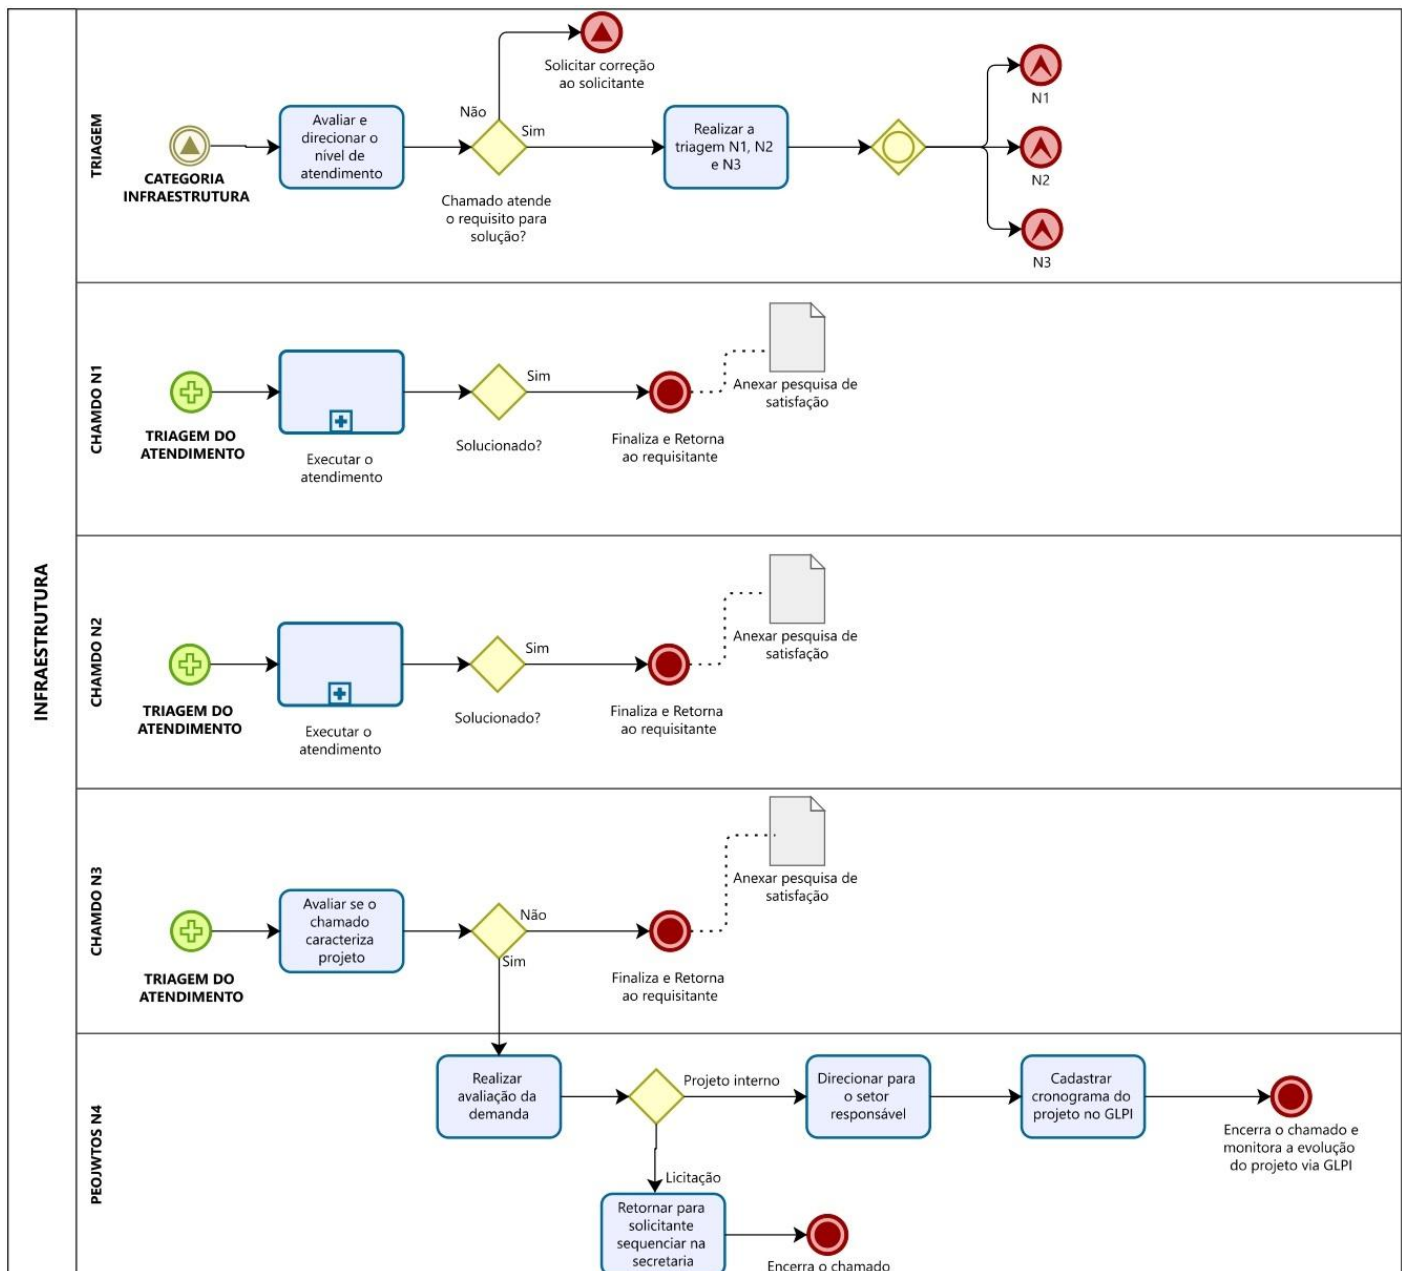 INFRAESTRUTURA
TRIAGEM
CATEGORIA
INFRAESTRUTURA
Avaliar e
direcionar o
nível de
atendimento
Não
Sim
Chamado atende
o requisito para
solução?
Solicitar correção
ao solicitante
Realizar a
triagem N1, N2
e N3
N1
N2
N3
CHAMDO N1
TRIAGEM DO
ATENDIMENTO
Executar o
atendimento
Sim
Solucionado?
Finaliza e Retorna
ao requisitante
Anexar pesquisa de
satisfação
CHAMDO N2
TRIAGEM DO
ATENDIMENTO
Executar o
atendimento
Sim
Solucionado?
Finaliza e Retorna
ao requisitante
Anexar pesquisa de
satisfação
CHAMDO N3
TRIAGEM DO
ATENDIMENTO
Avaliar se o
chamado
caracteriza
projeto
Não
Sim
Finaliza e Retorna
ao requisitante
Anexar pesquisa de
satisfação
PEOJWTOS N4
Realizar
avaliação da
demanda
Projeto interno
Direcionar para
o setor
responsável
Cadastrar
cronograma do
projeto no GLPI
Encerra o chamado e
monitora a evolução
do projeto via GLPI
Licitação
Retornar para
solicitante
sequenciar na
secretaria
Encerra o chamado